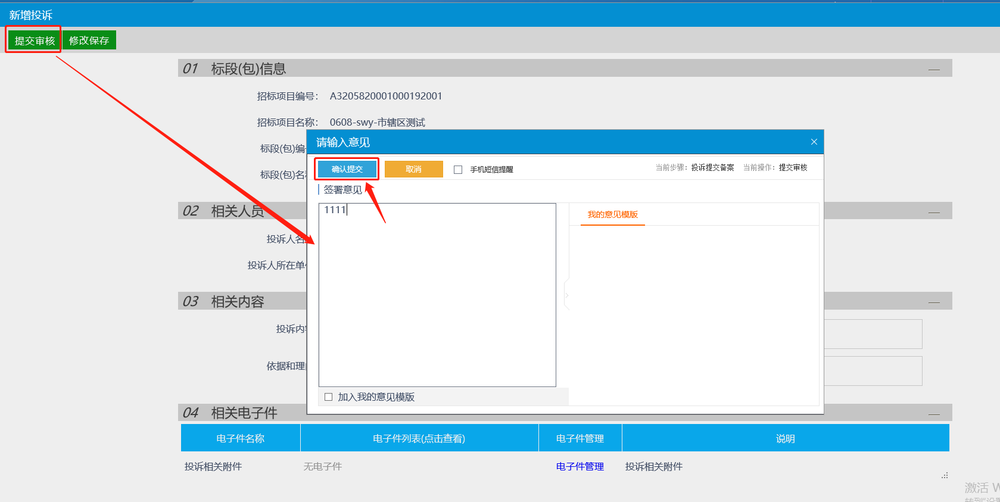 新增投诉
提交审核 修改保存
01 标段(包)信息
招标项目编号： A3205820001000192001
招标项目名称： 0608-swy-市辖区测试
标段(包)编
标段(包)名
02 相关人员
投诉人名
投诉人所在单
03 相关内容
投诉内
依据和理
04 相关电子件
请输入意见
确认提交 取消 手机短信提醒 当前步骤：投诉提交备案 当前操作：提交审核
签署意见
1111
我的意见模版
加入我的意见模版
电子件名称 电子件列表(点击查看) 电子件管理 说明
投诉相关附件 无电子件 电子件管理 投诉相关附件
激活 W